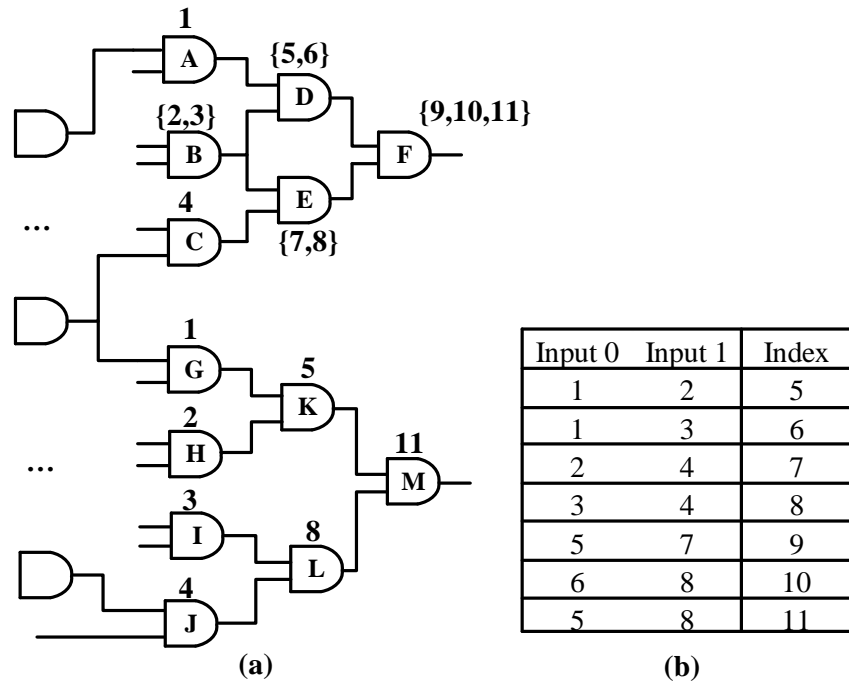 1
A
{5,6}
D
{2,3}
B
{9,10,11}
F
4
E
...
C
{7,8}
1
G
5
K
2
H
11
M
...
3
I
8
L
4
J
(a)
Input 0 Input 1 Index
1 2 5
1 3 6
2 4 7
3 4 8
5 7 9
6 8 10
5 8 11
(b)